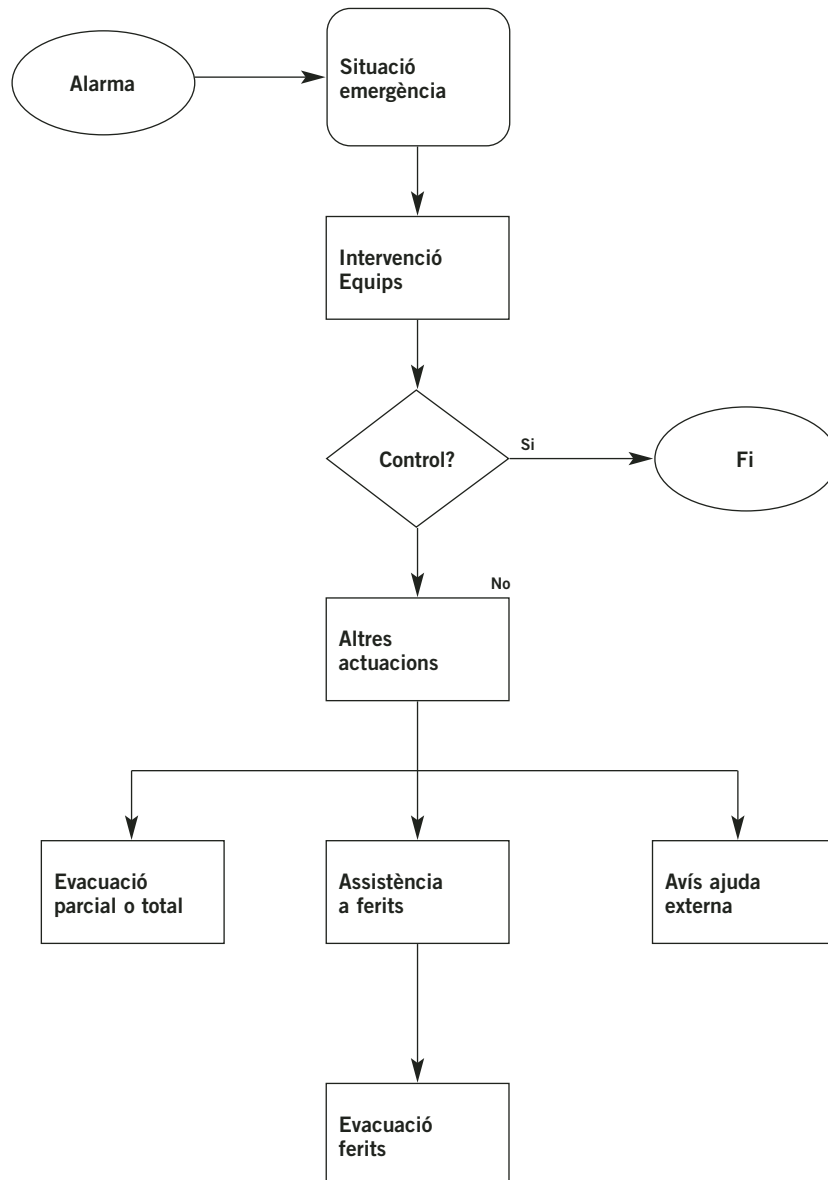 Alarma
Situació
emergència
Intervenció
Equips
Control?
Si
Fi
No
Altres
actuacions
Evacuació
parcial o total
Assistència
a ferits
Avís ajuda
externa
Evacuació
ferits